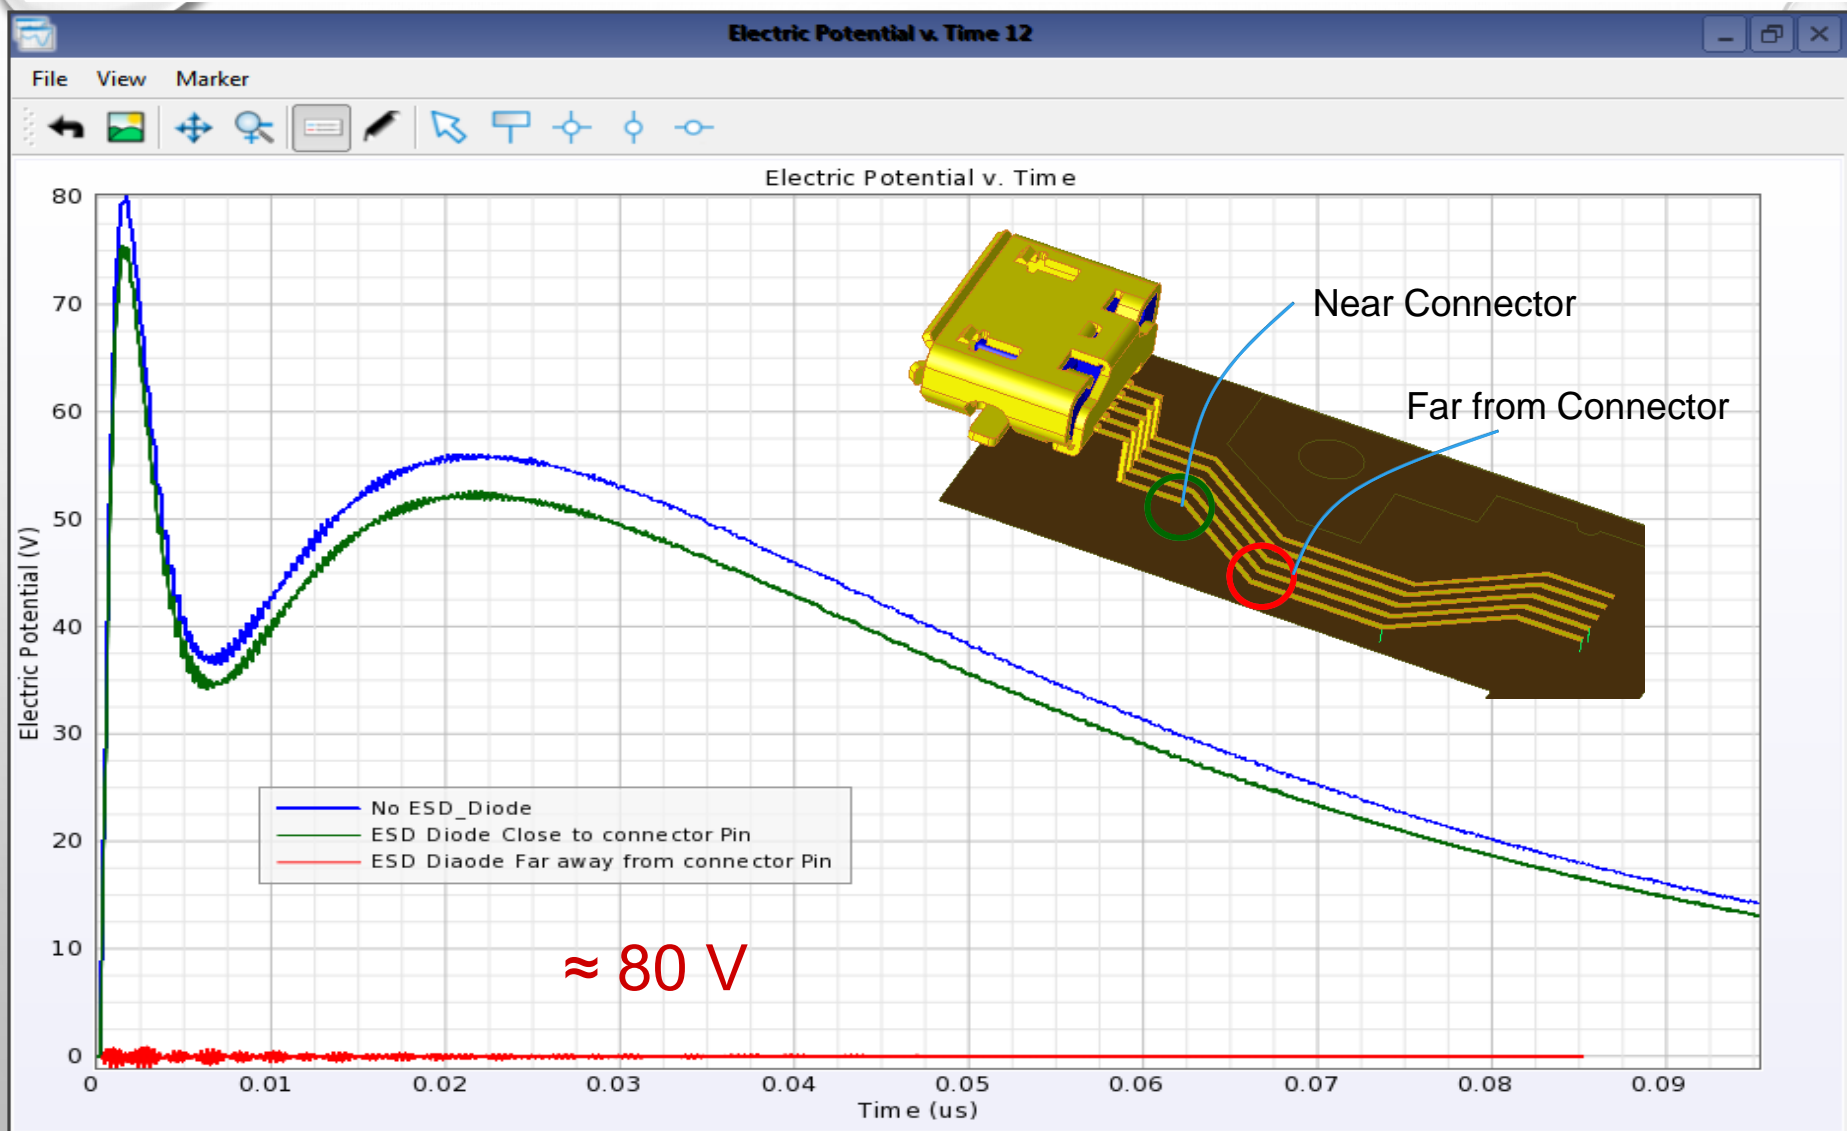 Electric Potential v. Time 12
File View Marker
Electric Potential v. Time
80
70
60
50
40
30
20
10
0
Electric Potential (V)
Near Connector
Far from Connector
No ESD_Diode
ESD Diode Close to connector Pin
ESD Diaode Far away from connector Pin
≈ 80 V
0 0.01 0.02 0.03 0.04 0.05 0.06 0.07 0.08 0.09
Time (us)